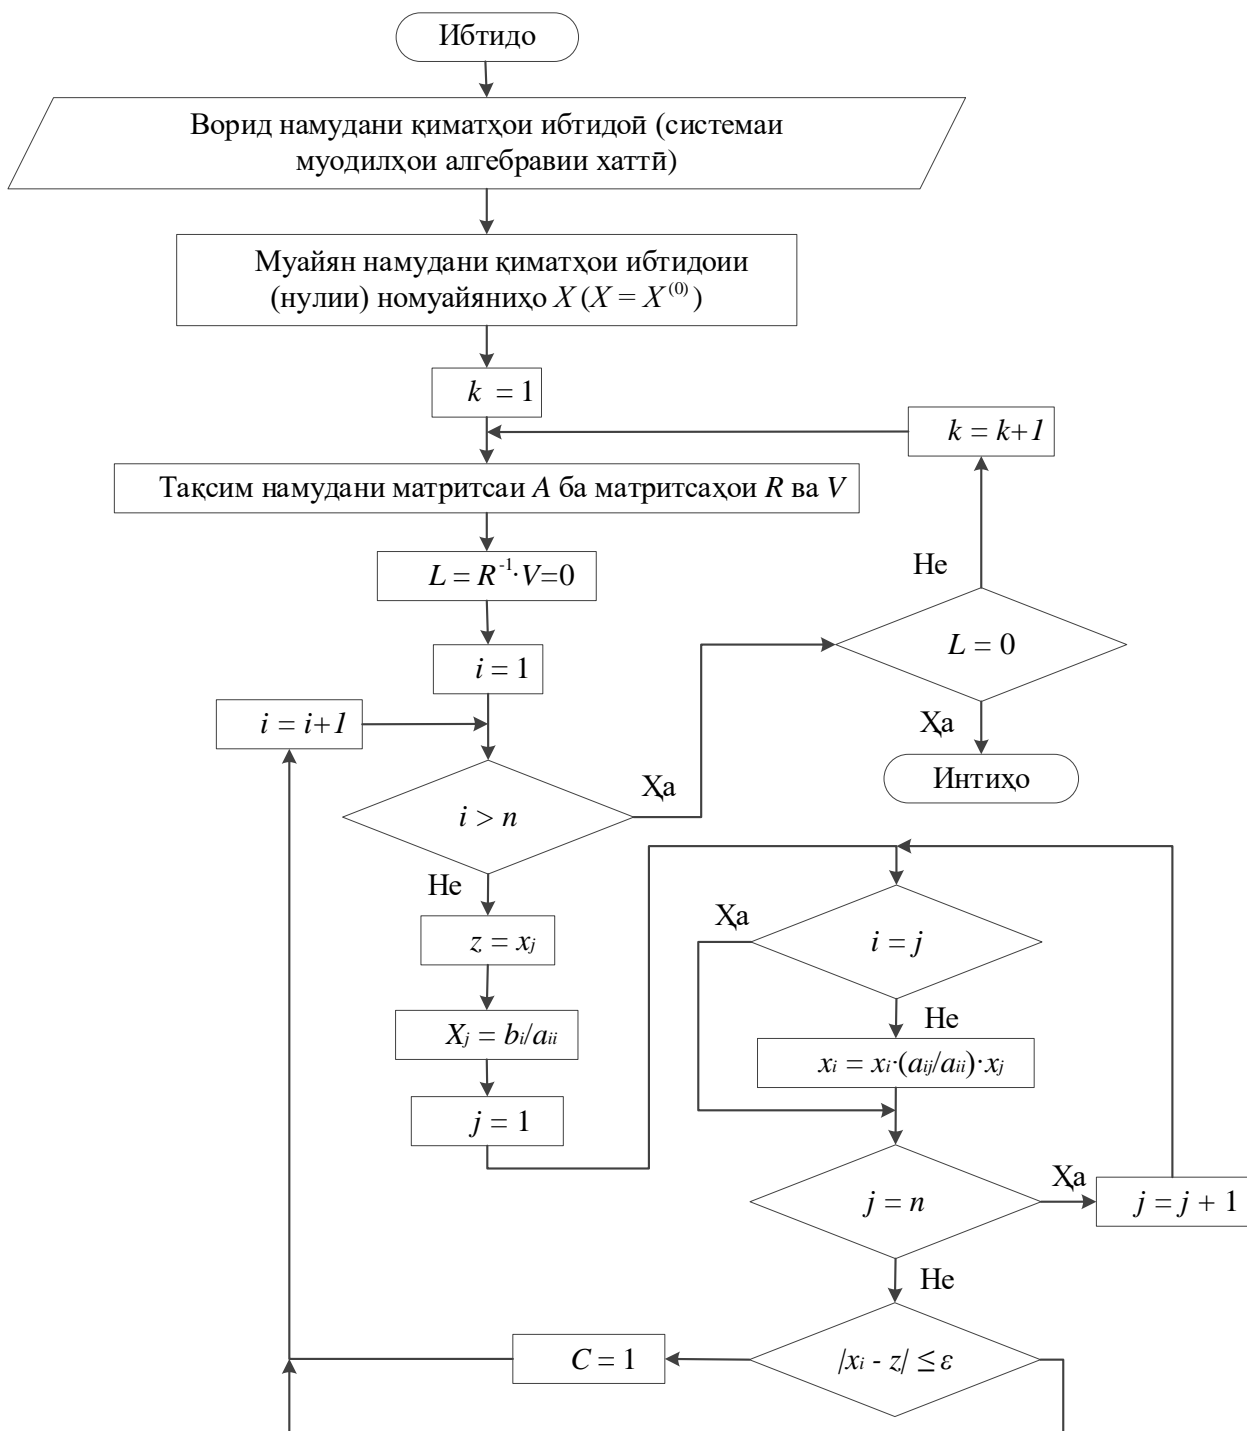 Ибтидо
Ворид намудани қиматҳои ибтидоӣ (системаи
муодилҳои алгебравии хаттӣ)
Муайян намудани қиматҳои ибтидоии
(нулии) номуайяниҳо X (X = X⁽⁰⁾)
k = 1
k = k+1
Тақсим намудани матритсаи A ба матритсаҳои R ва V
L = R⁻¹·V=0
Не
L = 0
i = 1
Ҳа
i = i+1
Интиҳо
Ҳа
i > n
Не
Ҳа
z = xⱼ
i = j
Не
Xⱼ = bᵢ/aᵢᵢ
xᵢ = xᵢ·(aᵢⱼ/aᵢᵢ)·xⱼ
j = 1
Ҳа
j = n
j = j + 1
Не
C = 1
|xᵢ - z| ≤ ε